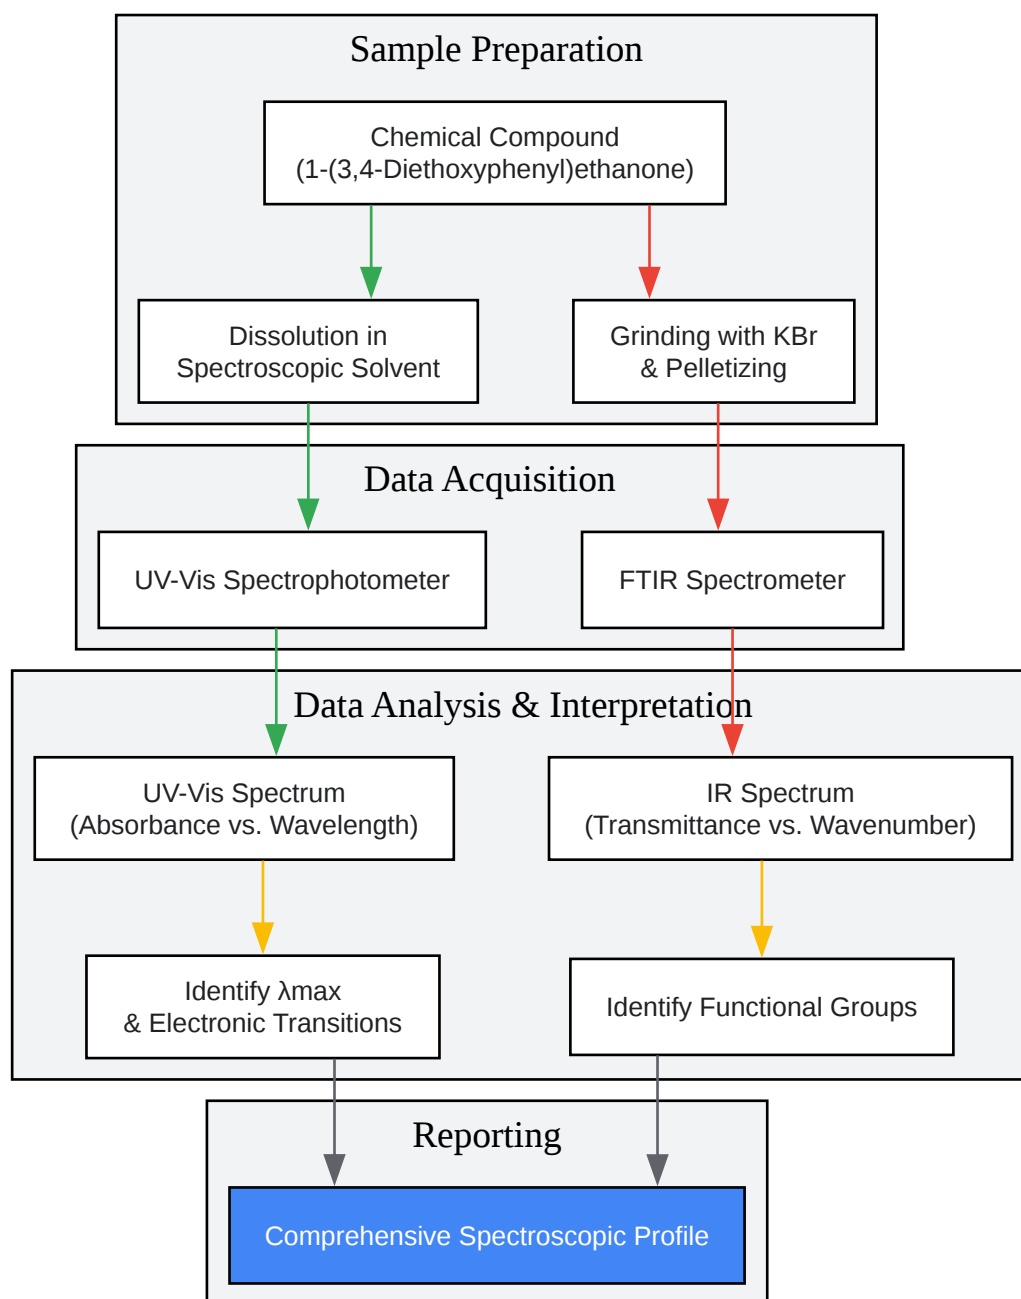 Sample Preparation
Chemical Compound
(1-(3,4-Diethoxyphenyl)ethanone)
Dissolution in
Spectroscopic Solvent
Grinding with KBr
& Pelletizing
Data Acquisition
UV-Vis Spectrophotometer
FTIR Spectrometer
Data Analysis & Interpretation
UV-Vis Spectrum
(Absorbance vs. Wavelength)
IR Spectrum
(Transmittance vs. Wavenumber)
Identify λmax
& Electronic Transitions
Identify Functional Groups
Reporting
Comprehensive Spectroscopic Profile